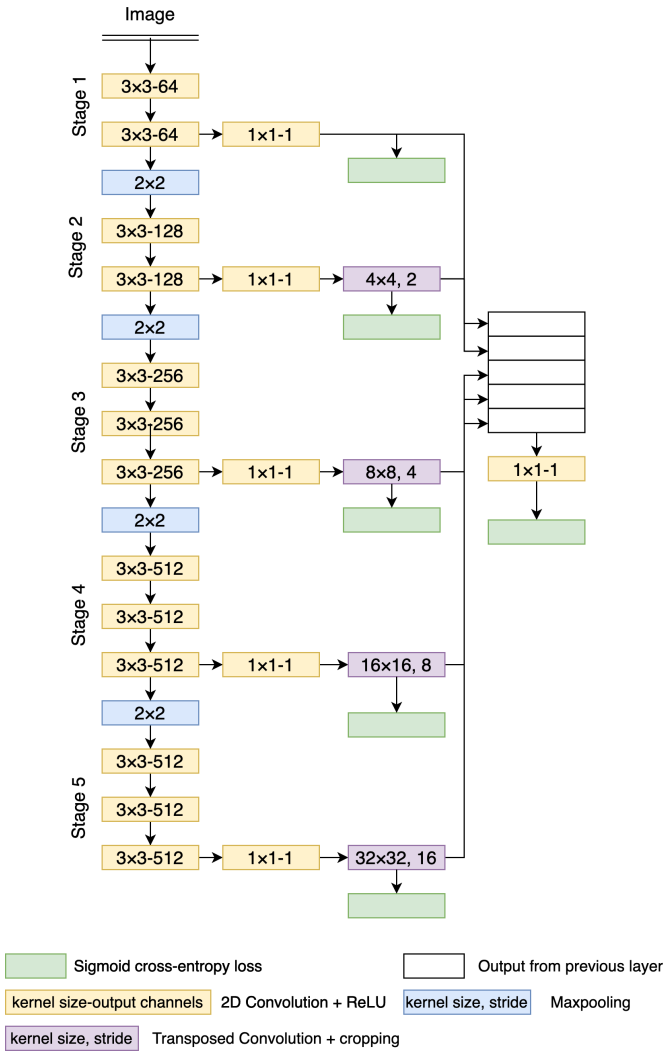 Image
Stage 1
3×3-64
3×3-64
1×1-1
2×2
Stage 2
3×3-128
3×3-128
1×1-1
4×4, 2
2×2
Stage 3
3×3-256
3×3-256
3×3-256
1×1-1
8×8, 4
1×1-1
2×2
Stage 4
3×3-512
3×3-512
3×3-512
1×1-1
16×16, 8
2×2
Stage 5
3×3-512
3×3-512
3×3-512
1×1-1
32×32, 16
Sigmoid cross-entropy loss
Output from previous layer
kernel size-output channels
2D Convolution + ReLU
kernel size, stride
Maxpooling
kernel size, stride
Transposed Convolution + cropping